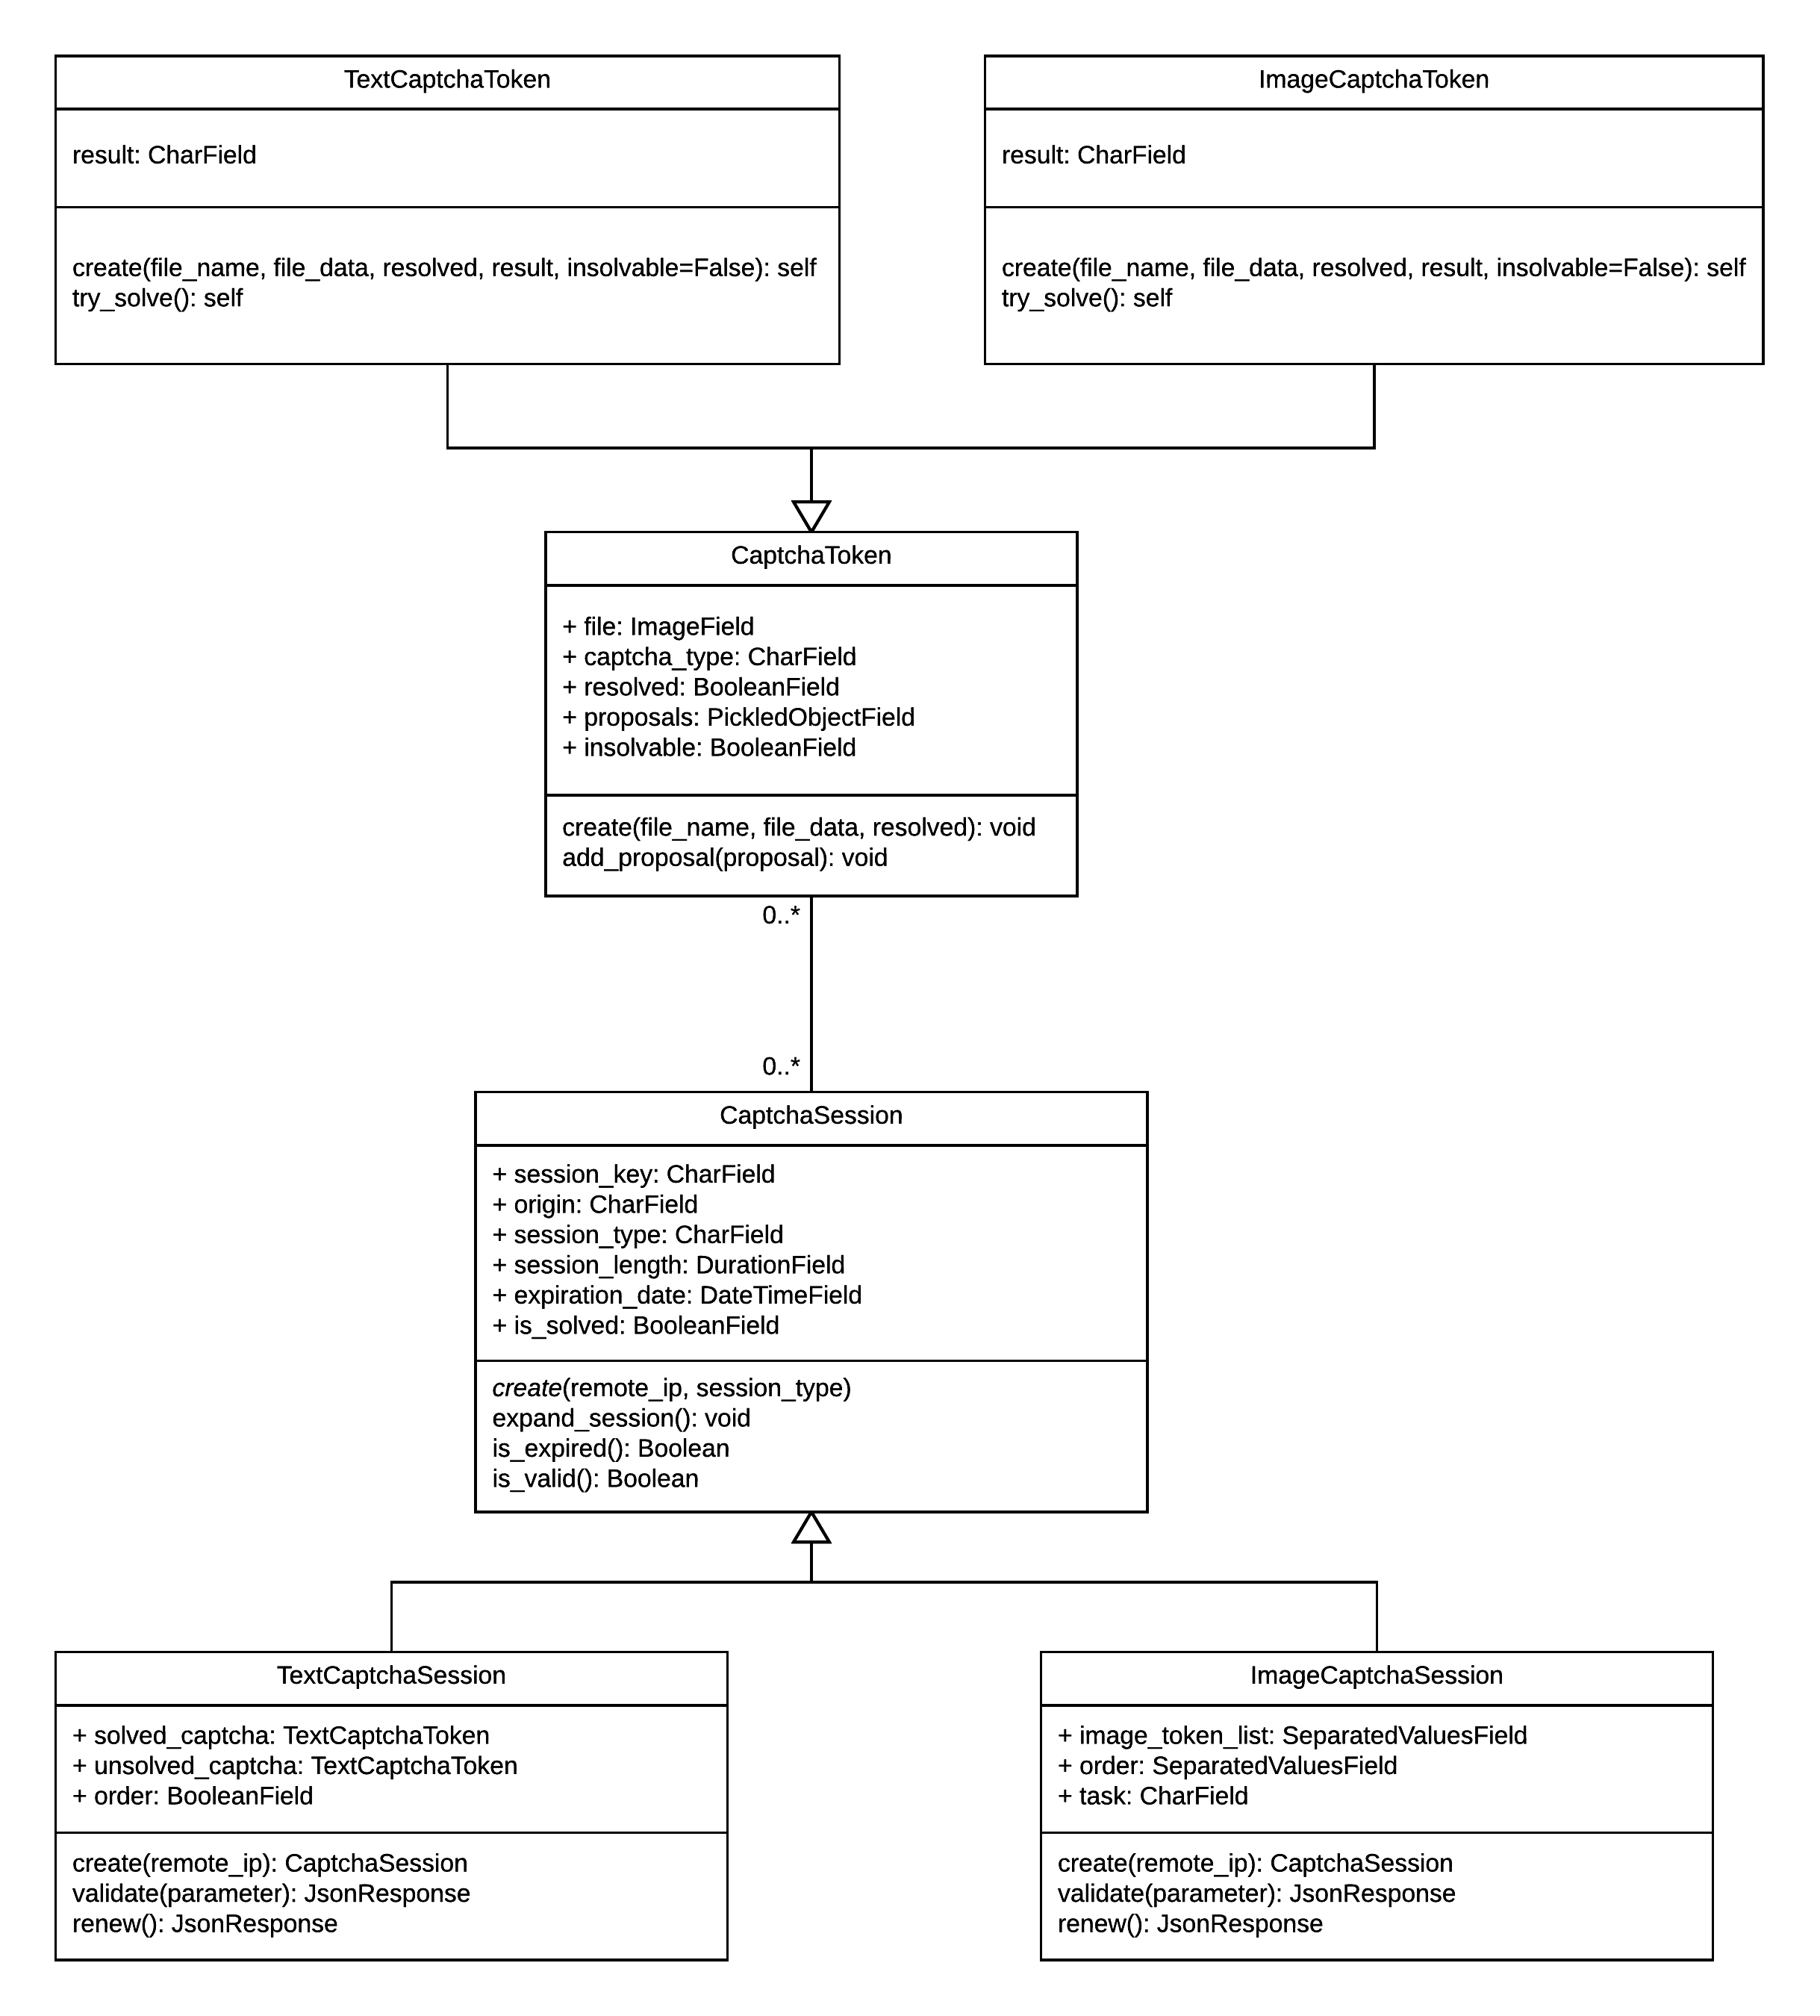 TextCaptchaToken
result: CharField
create(file_name, file_data, resolved, result, insolvable=False): self
try_solve(): self
ImageCaptchaToken
result: CharField
create(file_name, file_data, resolved, result, insolvable=False): self
try_solve(): self
CaptchaToken
+ file: ImageField
+ captcha_type: CharField
+ resolved: BooleanField
+ proposals: PickledObjectField
+ insolvable: BooleanField
create(file_name, file_data, resolved): void
add_proposal(proposal): void
0..*
0..*
CaptchaSession
+ session_key: CharField
+ origin: CharField
+ session_type: CharField
+ session_length: DurationField
+ expiration_date: DateTimeField
+ is_solved: BooleanField
create(remote_ip, session_type)
expand_session(): void
is_expired(): Boolean
is_valid(): Boolean
TextCaptchaSession
+ solved_captcha: TextCaptchaToken
+ unsolved_captcha: TextCaptchaToken
+ order: BooleanField
create(remote_ip): CaptchaSession
validate(parameter): JsonResponse
renew(): JsonResponse
ImageCaptchaSession
+ image_token_list: SeparatedValuesField
+ order: SeparatedValuesField
+ task: CharField
create(remote_ip): CaptchaSession
validate(parameter): JsonResponse
renew(): JsonResponse